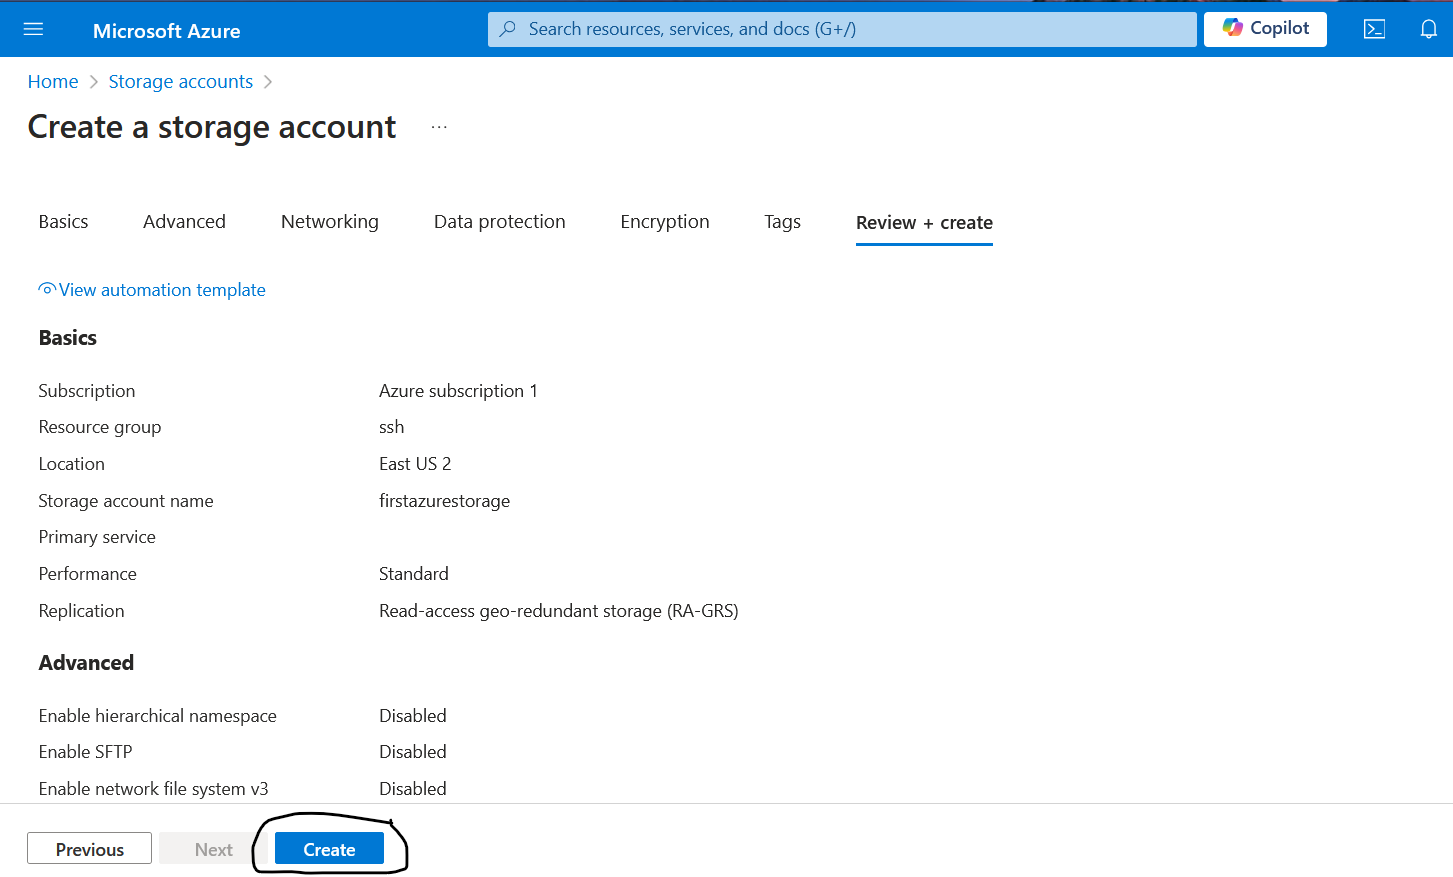 Microsoft Azure
Search resources, services, and docs (G+/)
Copilot
Home > Storage accounts >
Create a storage account ...
Basics Advanced Networking Data protection Encryption Tags Review + create
View automation template
Basics
Subscription Azure subscription 1
Resource group ssh
Location East US 2
Storage account name firstazurestorage
Primary service
Performance Standard
Replication Read-access geo-redundant storage (RA-GRS)
Advanced
Enable hierarchical namespace Disabled
Enable SFTP Disabled
Enable network file system v3 Disabled
Previous Next Create